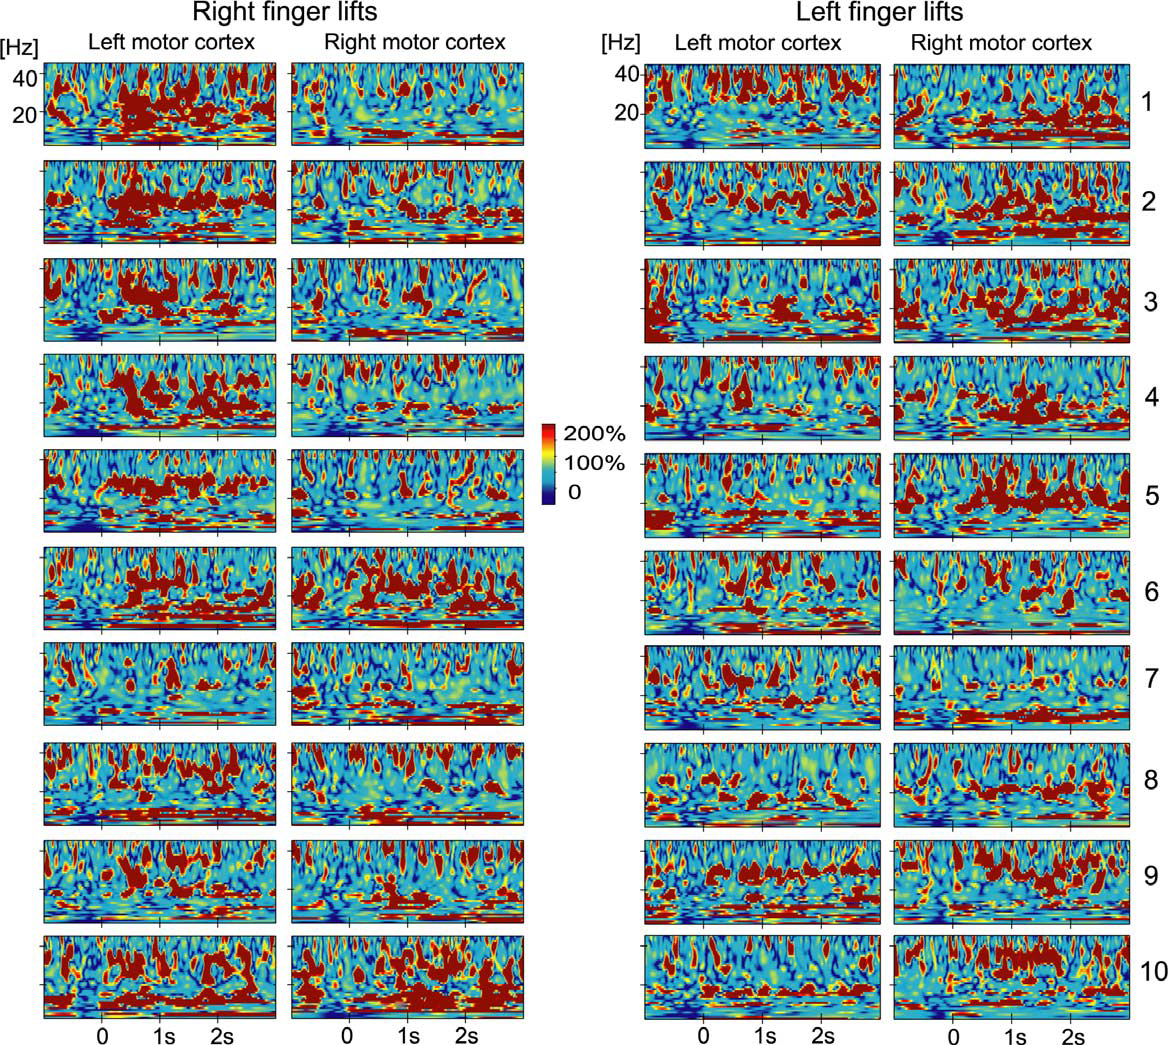 Right finger lifts
Left finger lifts
[Hz]
Left motor cortex
Right motor cortex
[Hz]
Left motor cortex
Right motor cortex
40
20
40
20
1
2
3
4
200%
100%
0
5
6
7
8
9
10
0 1s 2s
0 1s 2s
0 1s 2s
0 1s 2s